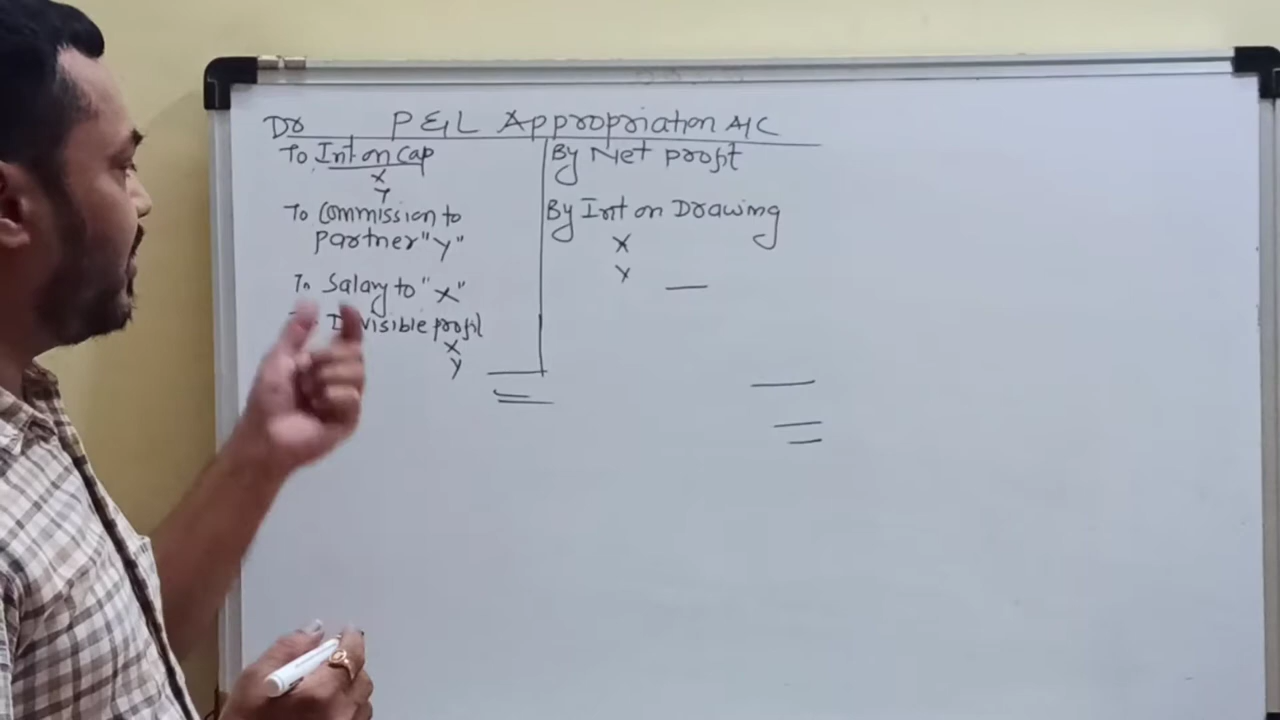 Dr P&L Appropriation A/C
To Int on Cap
X
Y
To Commission to
partner "Y"
To Salary to "X"
Divisible profit
X
Y
By Net profit
By Int on Drawing
X
Y